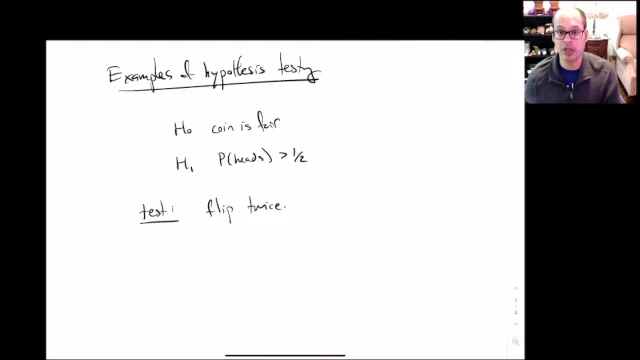 Examples of hypothesis testing
H₀ coin is fair
H₁ P(heads) > 1/2
test: flip twice.